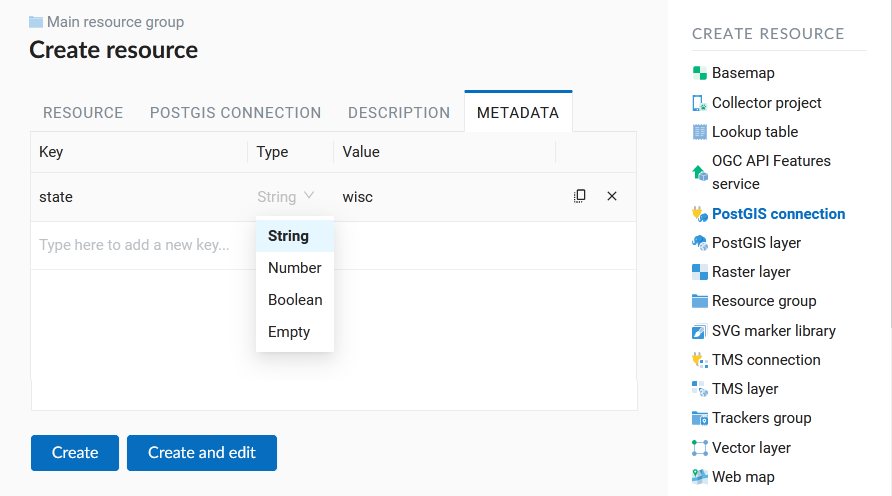 Main resource group
Create resource
RESOURCE POSTGIS CONNECTION DESCRIPTION METADATA
Key Type Value
state String wisc
Type here to add a new key...
String
Number
Boolean
Empty
Create Create and edit
CREATE RESOURCE
Basemap
Collector project
Lookup table
OGC API Features
service
PostGIS connection
PostGIS layer
Raster layer
Resource group
SVG marker library
TMS connection
TMS layer
Trackers group
Vector layer
Web map